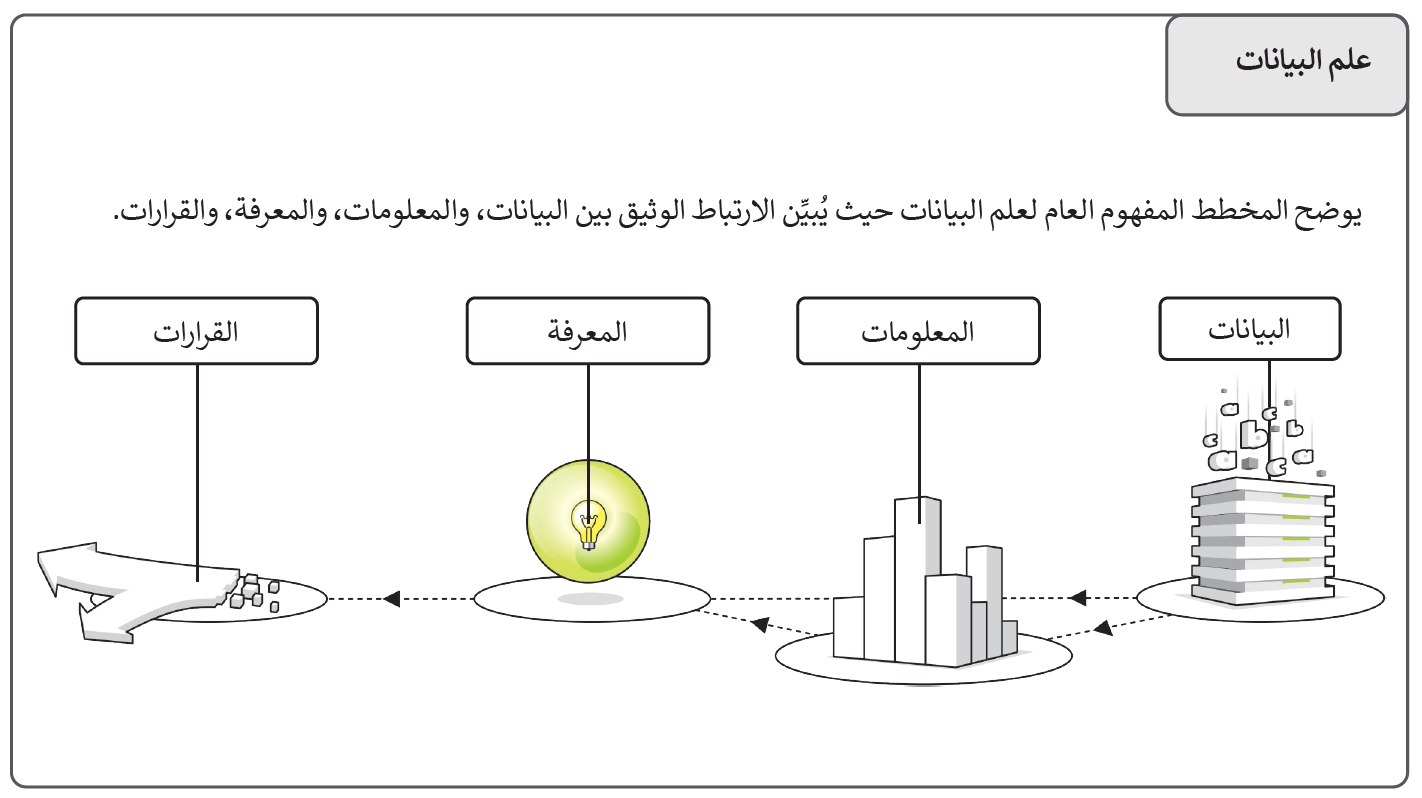 علم البيانات
يوضح المخطط المفهوم العام لعلم البيانات حيث يُبيِّن الارتباط الوثيق بين البيانات، والمعلومات، والمعرفة، والقرارات.
البيانات
المعلومات
المعرفة
القرارات
a
c
c
b
b
a
c
a